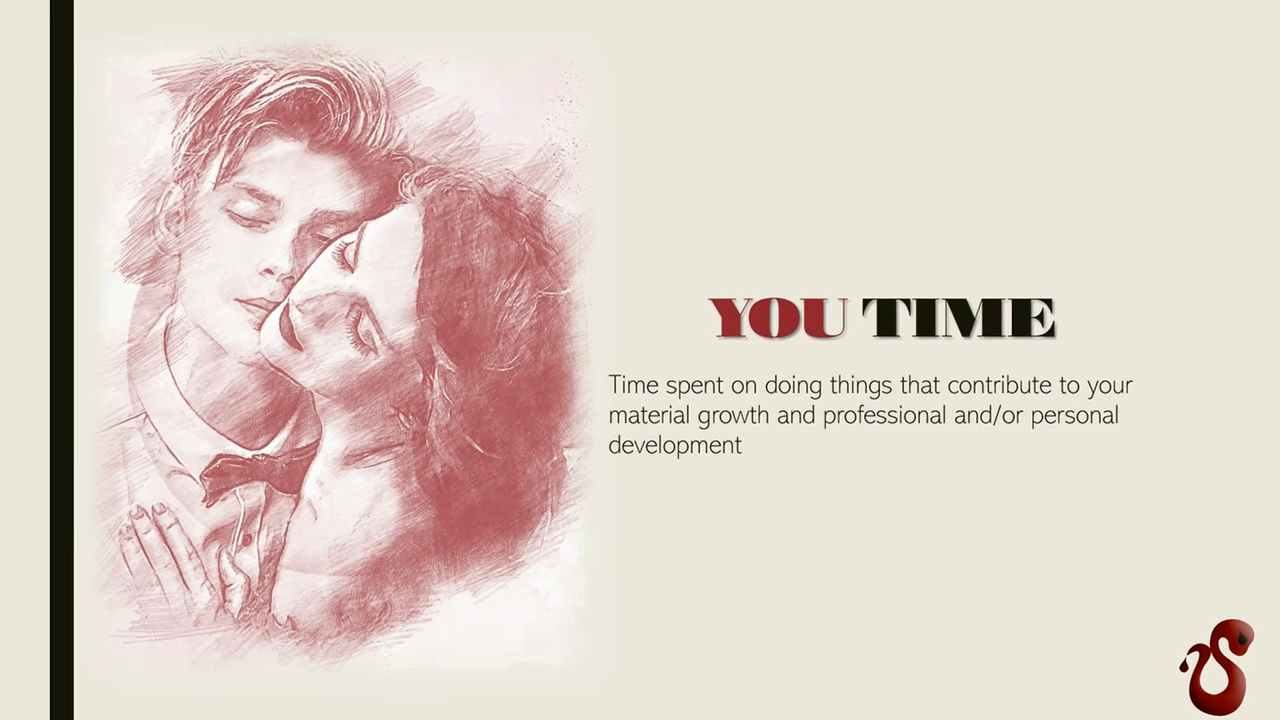 YOU TIME
Time spent on doing things that contribute to your
material growth and professional and/or personal
development